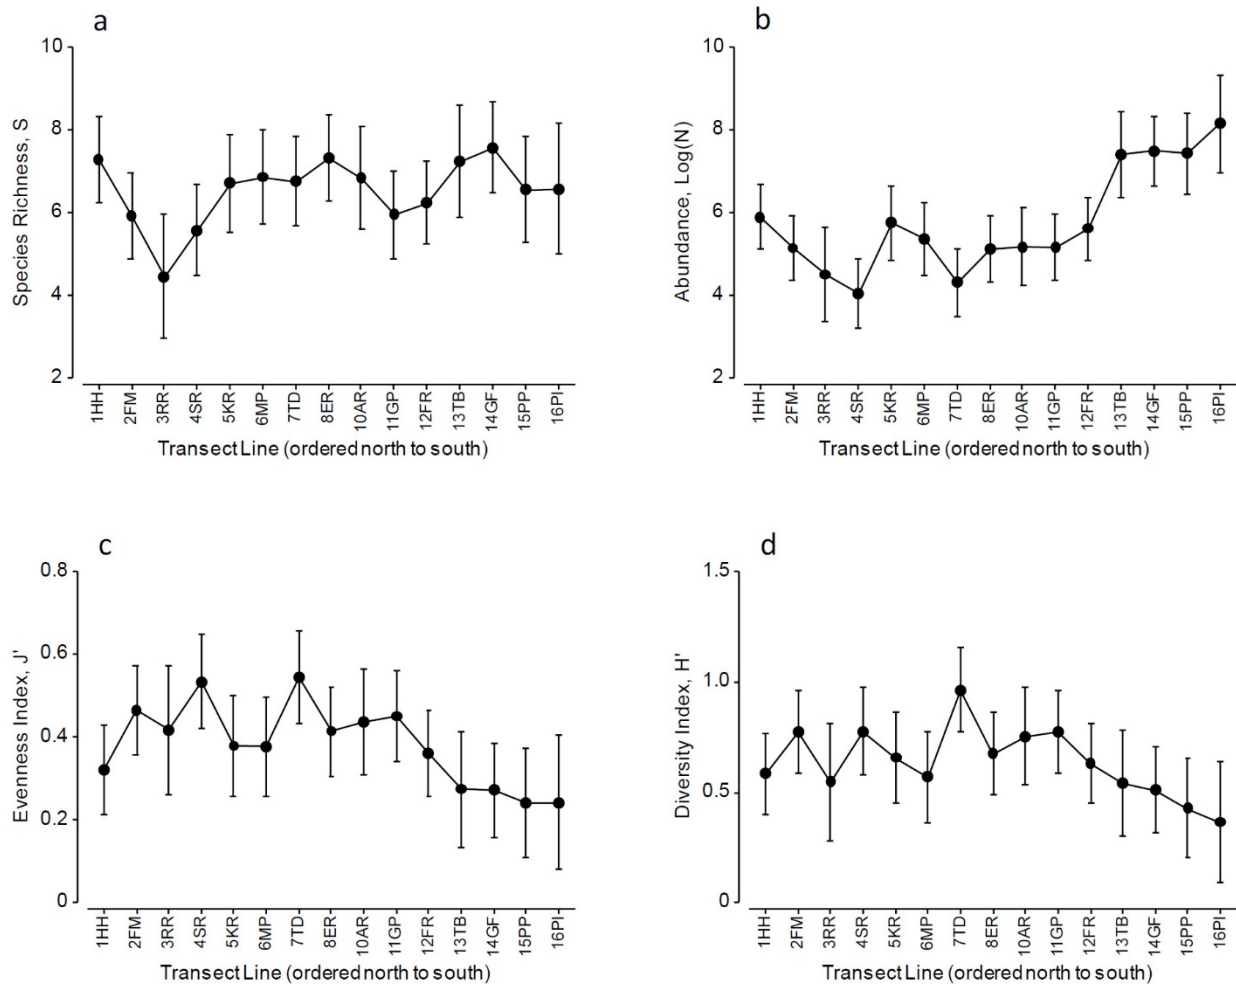 a
Species Richness, S
10
8
6
4
2
1HH
2FM
3RR
4SR
5KR
6MP
7TD
8ER
10AR
11GP
12FR
13TB
14GF
15PP
16PI
Transect Line (ordered north to south)
b
Abundance, Log(N)
10
8
6
4
2
1HH
2FM
3RR
4SR
5KR
6MP
7TD
8ER
10AR
11GP
12FR
13TB
14GF
15PP
16PI
Transect Line (ordered north to south)
c
Evenness Index, J'
0.8
0.6
0.4
0.2
0
1HH
2FM
3RR
4SR
5KR
6MP
7TD
8ER
10AR
11GP
12FR
13TB
14GF
15PP
16PI
Transect Line (ordered north to south)
d
Diversity Index, H'
1.5
1.0
0.5
0
1HH
2FM
3RR
4SR
5KR
6MP
7TD
8ER
10AR
11GP
12FR
13TB
14GF
15PP
16PI
Transect Line (ordered north to south)